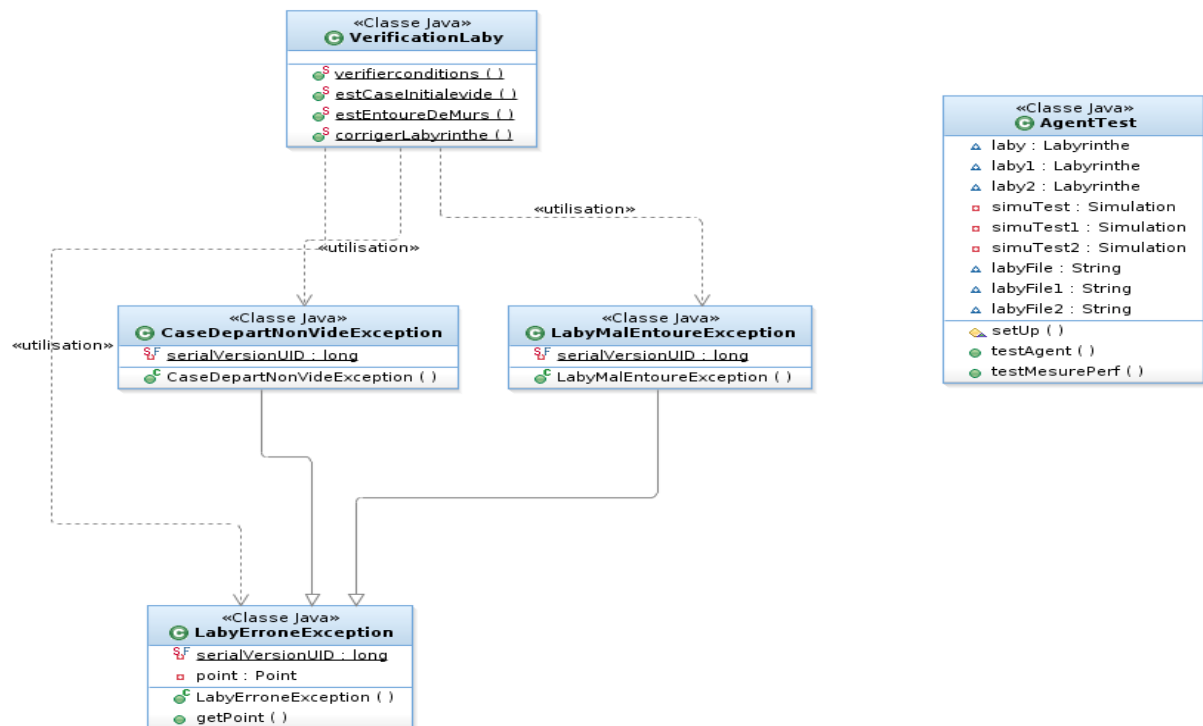 «Classe Java»
VerificationLaby
verifierconditions ( )
estCaseInitialevide ( )
estEntoureDeMurs ( )
corrigerLabyrinthe ( )
«Classe Java»
AgentTest
laby : Labyrinthe
laby1 : Labyrinthe
laby2 : Labyrinthe
simuTest : Simulation
simuTest1 : Simulation
simuTest2 : Simulation
labyFile : String
labyFile1 : String
labyFile2 : String
setUp ( )
testAgent ( )
testMesurePerf ( )
«utilisation»
«utilisation»
«utilisation»
«Classe Java»
CaseDepartNonVideException
serialVersionUID : long
CaseDepartNonVideException ( )
«Classe Java»
LabyMalEntoureException
serialVersionUID : long
LabyMalEntoureException ( )
«Classe Java»
LabyErroneException
serialVersionUID : long
point : Point
LabyErroneException ( )
getPoint ( )